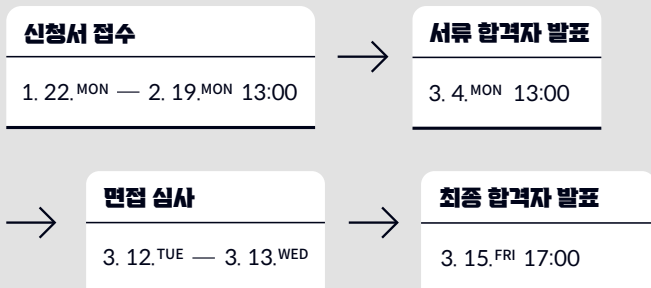 신청서 접수
1. 22.MON — 2. 19.MON 13:00
서류 합격자 발표
3. 4.MON 13:00
면접 심사
3. 12.TUE — 3. 13.WED
최종 합격자 발표
3. 15.FRI 17:00